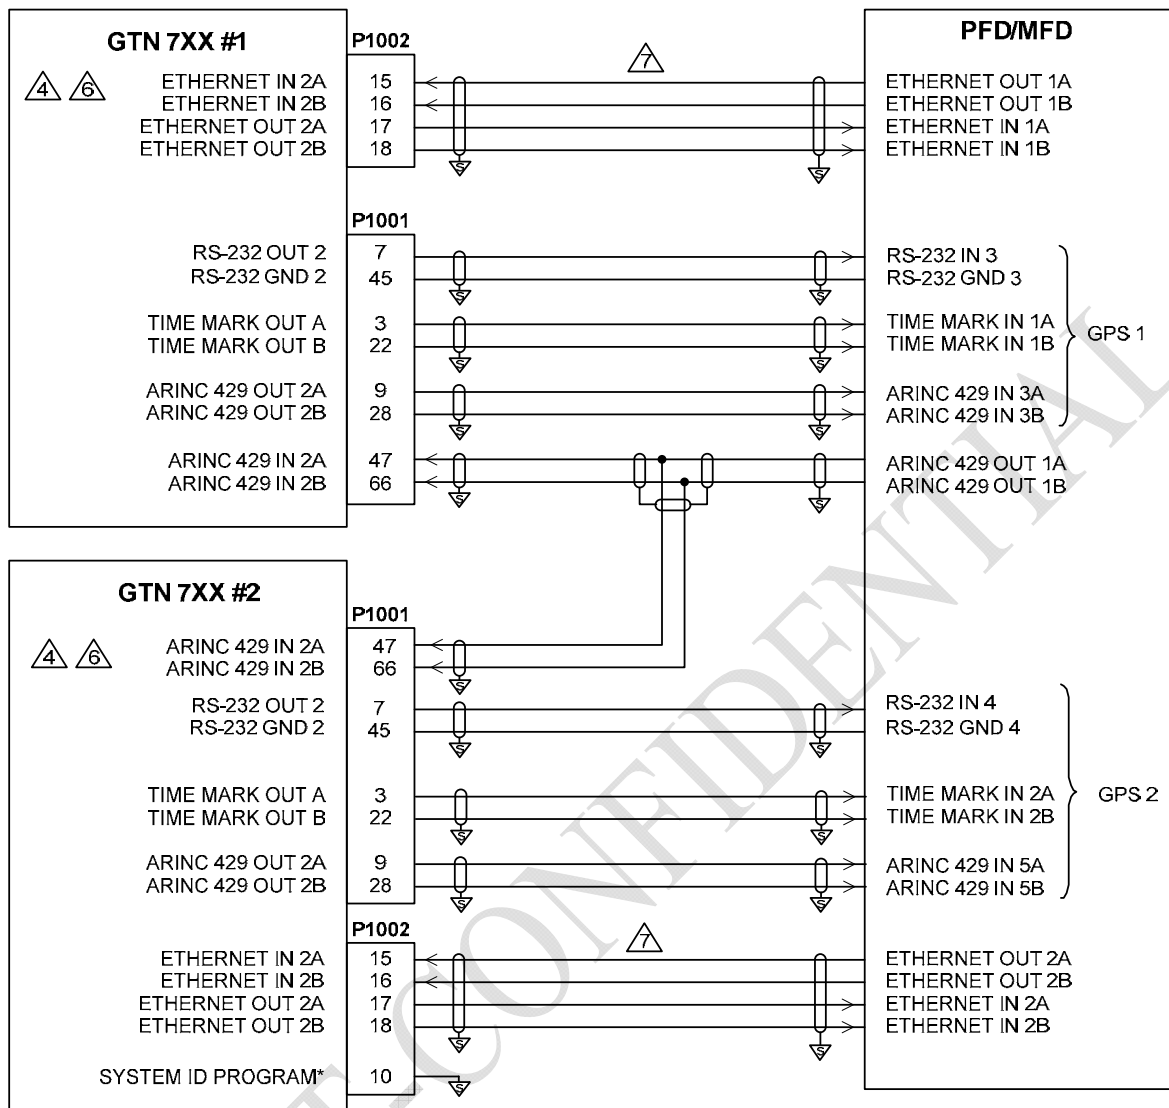 GTN 7XX #1
P1002
PFD/MFD
4 6
7
ETHERNET IN 2A 15 ETHERNET OUT 1A
ETHERNET IN 2B 16 ETHERNET OUT 1B
ETHERNET OUT 2A 17 ETHERNET IN 1A
ETHERNET OUT 2B 18 ETHERNET IN 1B
S S
P1001
RS-232 OUT 2 7 RS-232 IN 3
RS-232 GND 2 45 RS-232 GND 3
S S
TIME MARK OUT A 3 TIME MARK IN 1A
TIME MARK OUT B 22 TIME MARK IN 1B
GPS 1
S S
ARINC 429 OUT 2A 9 ARINC 429 IN 3A
ARINC 429 OUT 2B 28 ARINC 429 IN 3B
S S
ARINC 429 IN 2A 47 ARINC 429 OUT 1A
ARINC 429 IN 2B 66 ARINC 429 OUT 1B
S S
GTN 7XX #2
P1001
4 6
ARINC 429 IN 2A 47
ARINC 429 IN 2B 66
S
RS-232 OUT 2 7 RS-232 IN 4
RS-232 GND 2 45 RS-232 GND 4
S S
TIME MARK OUT A 3 TIME MARK IN 2A
TIME MARK OUT B 22 TIME MARK IN 2B
GPS 2
S S
ARINC 429 OUT 2A 9 ARINC 429 IN 5A
ARINC 429 OUT 2B 28 ARINC 429 IN 5B
S S
P1002
7
ETHERNET IN 2A 15 ETHERNET OUT 2A
ETHERNET IN 2B 16 ETHERNET OUT 2B
ETHERNET OUT 2A 17 ETHERNET IN 2A
ETHERNET OUT 2B 18 ETHERNET IN 2B
S S
SYSTEM ID PROGRAM* 10
S
CONFIDENTIAL